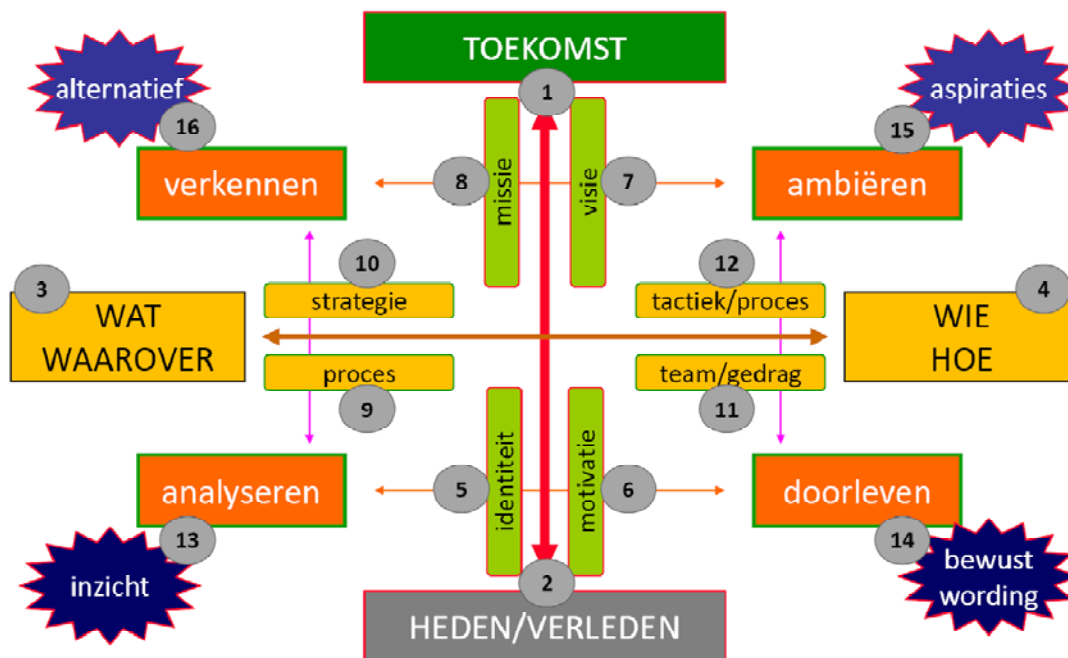 TOEKOMST
1
alternatief
16
aspiraties
15
verkennen
8
missie
visie
7
ambiëren
10
strategie
12
tactiek/proces
3
WAT
WAAROVER
4
WIE
HOE
proces
9
team/gedrag
11
analyseren
13
inzicht
5
identiteit
motivatie
6
doorleven
14
bewust
wording
2
HEDEN/VERLEDEN